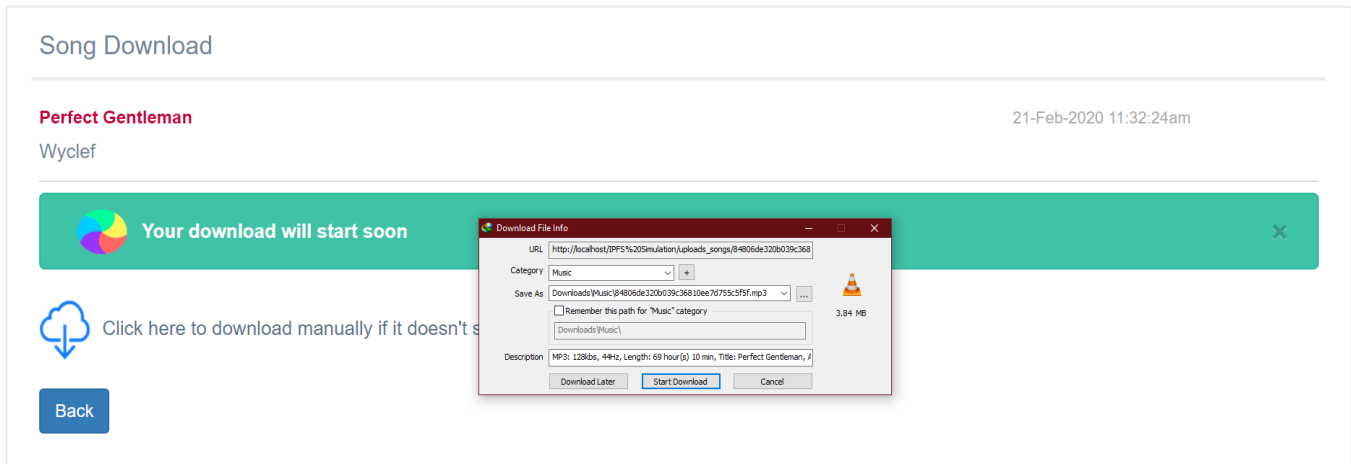 Song Download
Perfect Gentleman
21-Feb-2020 11:32:24am
Wyclef
Your download will start soon
×
Download File Info
URL http://localhost/IPFS%20Simulation/uploads_songs/84806de320b039c368
Category Music +
Save As Downloads\Music\84806de320b039c36810ee7d755c5f5f.mp3 ...
3.84 MB
Remember this path for "Music" category
Downloads\Music\
Description MP3: 128kbs, 44Hz, Length: 69 hour(s) 10 min, Title: Perfect Gentleman, A
Download Later Start Download Cancel
Click here to download manually if it doesn't s
Back